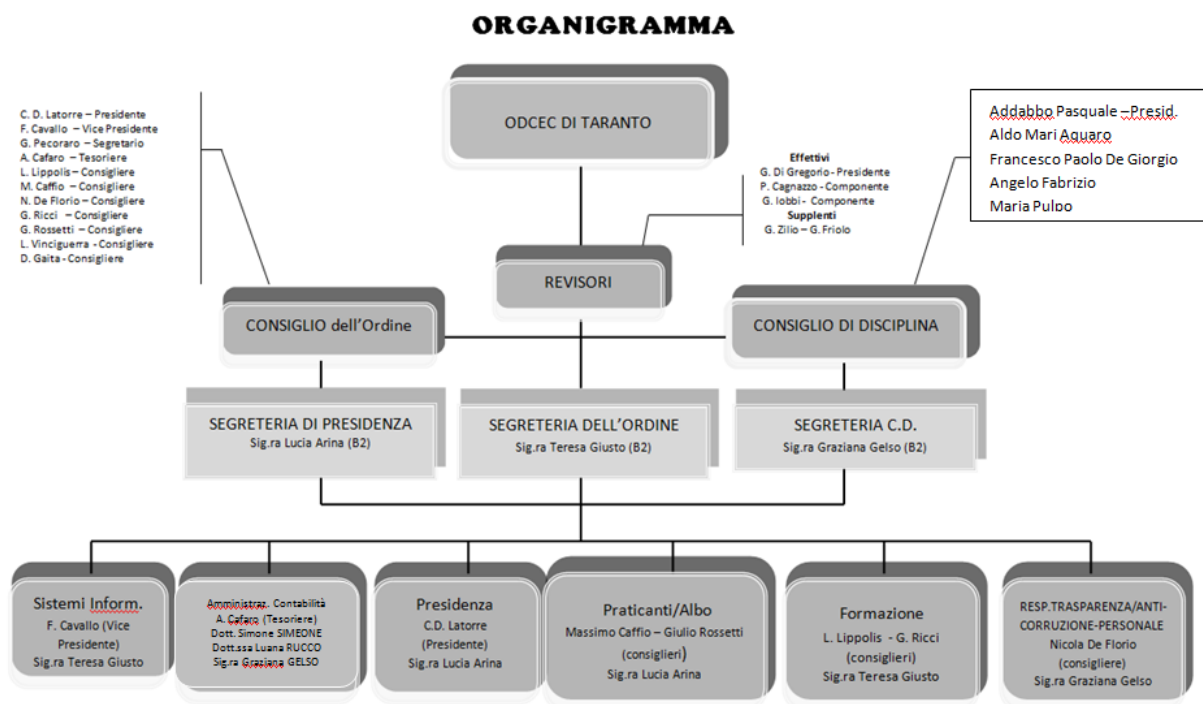 ORGANIGRAMMA
ODCEC DI TARANTO
C. D. Latorre – Presidente
F. Cavallo – Vice Presidente
G. Pecoraro – Segretario
A. Cafaro – Tesoriere
L. Lippolis – Consigliere
M. Caffio – Consigliere
N. De Florio – Consigliere
G. Ricci – Consigliere
G. Rossetti – Consigliere
L. Vinciguerra - Consigliere
D. Gaita - Consigliere
Effettivi
G. Di Gregorio - Presidente
P. Cagnazzo - Componente
G. Iobbi - Componente
Supplenti
G. Zilio – G. Friolo
Addabbo Pasquale –Presid.
Aldo Mari Aquaro
Francesco Paolo De Giorgio
Angelo Fabrizio
Maria Pulpo
REVISORI
CONSIGLIO dell'Ordine
CONSIGLIO DI DISCIPLINA
SEGRETERIA DI PRESIDENZA
Sig.ra Lucia Arina (B2)
SEGRETERIA DELL'ORDINE
Sig.ra Teresa Giusto (B2)
SEGRETERIA C.D.
Sig.ra Graziana Gelso (B2)
Sistemi Inform.
F. Cavallo (Vice
Presidente)
Sig.ra Teresa Giusto
Amministraz. Contabilità
A. Cafaro (Tesoriere)
Dott. Simone SIMEONE
Dott.ssa Luana RUCCO
Sig.ra Graziana GELSO
Presidenza
C.D. Latorre
(Presidente)
Sig.ra Lucia Arina
Praticanti/Albo
Massimo Caffio – Giulio Rossetti
(consiglieri)
Sig.ra Lucia Arina
Formazione
L. Lippolis - G. Ricci
(consiglieri)
Sig.ra Teresa Giusto
RESP.TRASPARENZA/ANTI-
CORRUZIONE-PERSONALE
Nicola De Florio
(consigliere)
Sig.ra Graziana Gelso